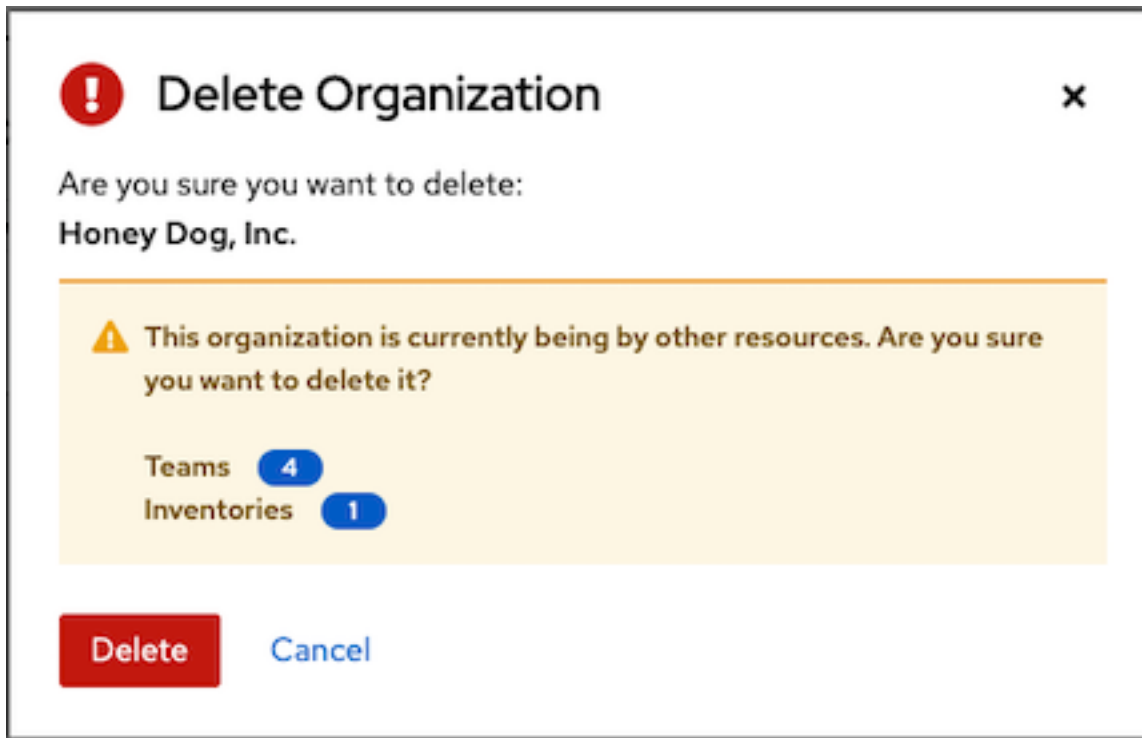 Delete Organization
Are you sure you want to delete:
Honey Dog, Inc.
This organization is currently being by other resources. Are you sure
you want to delete it?
Teams 4
Inventories 1
Delete Cancel